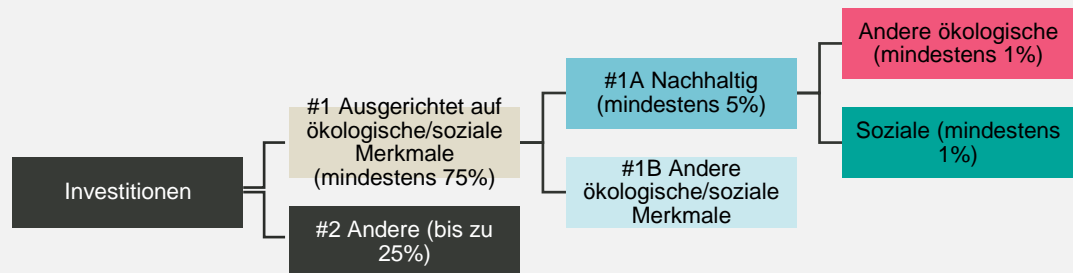 Investitionen
#1 Ausgerichtet auf
ökologische/soziale
Merkmale
(mindestens 75%)
#2 Andere (bis zu
25%)
#1A Nachhaltig
(mindestens 5%)
#1B Andere
ökologische/soziale
Merkmale
Andere ökologische
(mindestens 1%)
Soziale (mindestens
1%)